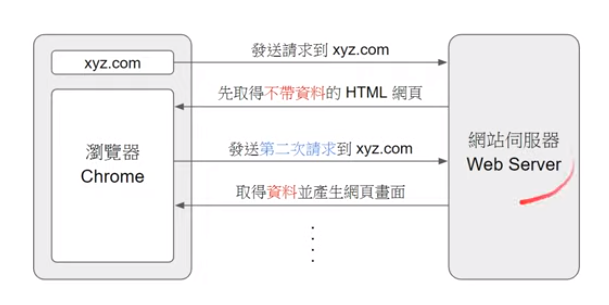 xyz.com
發送請求到 xyz.com
先取得不帶資料的 HTML 網頁
瀏覽器
Chrome
發送第二次請求到 xyz.com
取得資料並產生網頁畫面
網站伺服器
Web Server